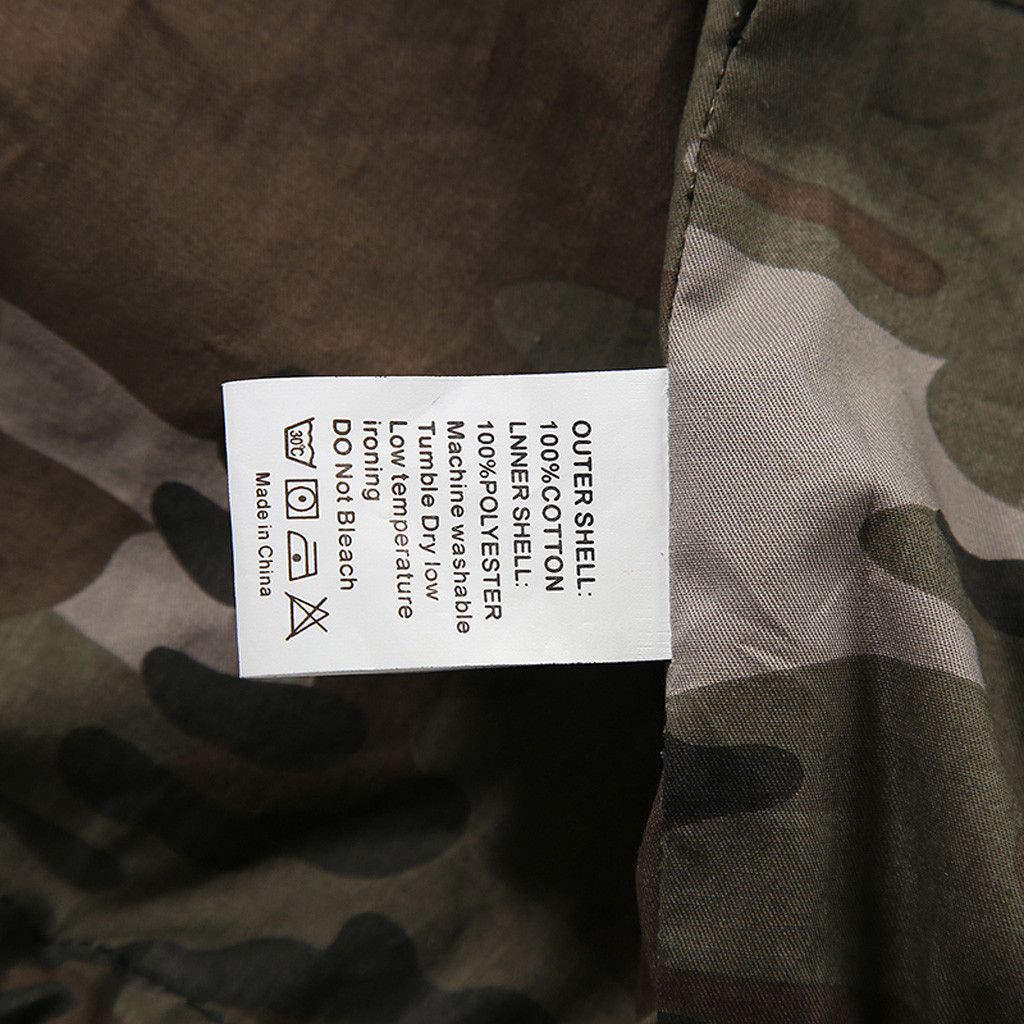 OUTER SHELL:
100%COTTON
LNNER SHELL:
100%POLYESTER
Machine washable
Tumble Dry low
Low temperature
ironing
DO Not Bleach
30℃
Made in China